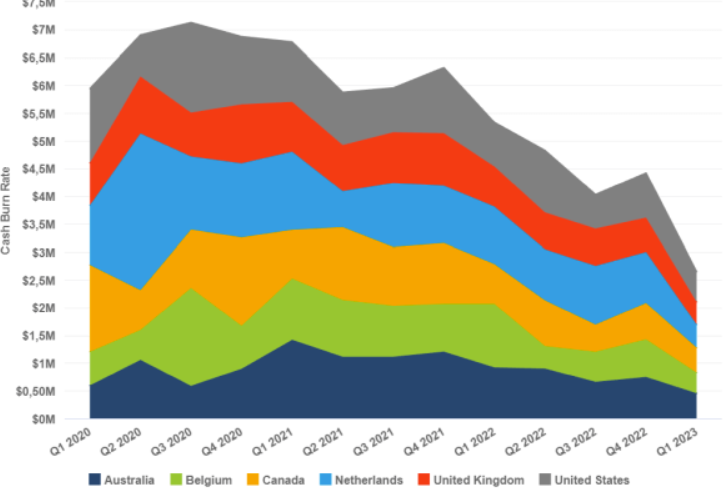 $7,5M
$7M
$6,5M
$6M
$5,5M
$5M
$4,5M
$4M
$3,5M
$3M
$2,5M
$2M
$1,5M
$1M
$0,50M
$0M
Cash Burn Rate
Q1 2020
Q2 2020
Q3 2020
Q4 2020
Q1 2021
Q2 2021
Q3 2021
Q4 2021
Q1 2022
Q2 2022
Q3 2022
Q4 2022
Q1 2023
Australia Belgium Canada Netherlands United Kingdom United States